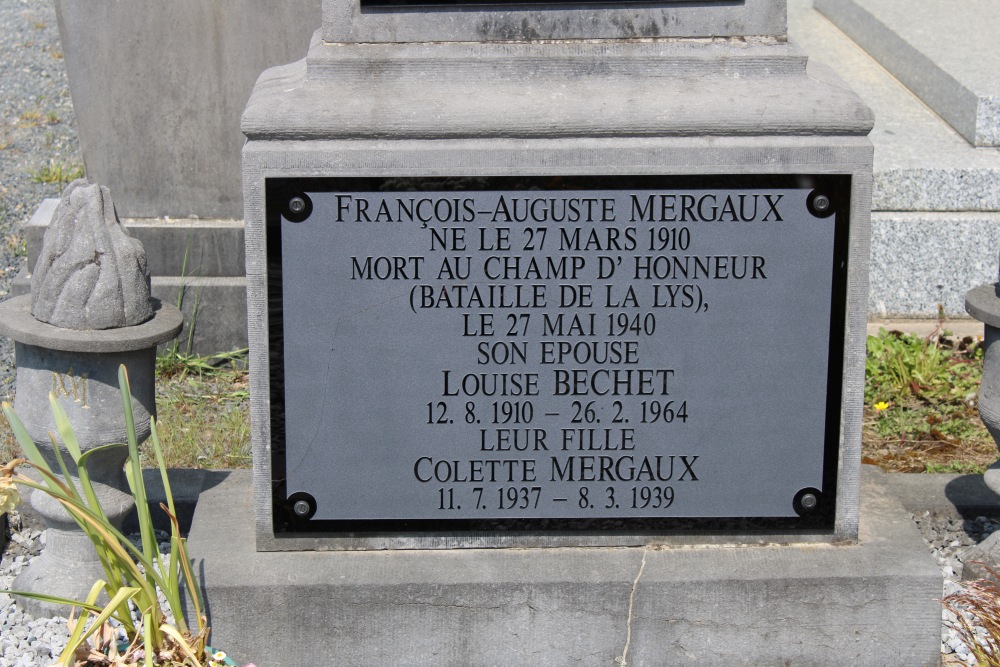 FRANÇOIS–AUGUSTE MERGAUX
NE LE 27 MARS 1910
MORT AU CHAMP D' HONNEUR
(BATAILLE DE LA LYS),
LE 27 MAI 1940
SON EPOUSE
LOUISE BECHET
12. 8. 1910 – 26. 2. 1964
LEUR FILLE
COLETTE MERGAUX
11. 7. 1937 – 8. 3. 1939